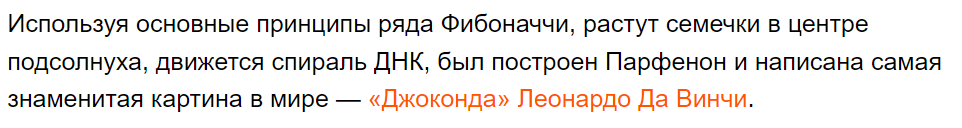 Используя основные принципы ряда Фибоначчи, растут семечки в центре
подсолнуха, движется спираль ДНК, был построен Парфенон и написана самая
знаменитая картина в мире — «Джоконда» Леонардо Да Винчи.